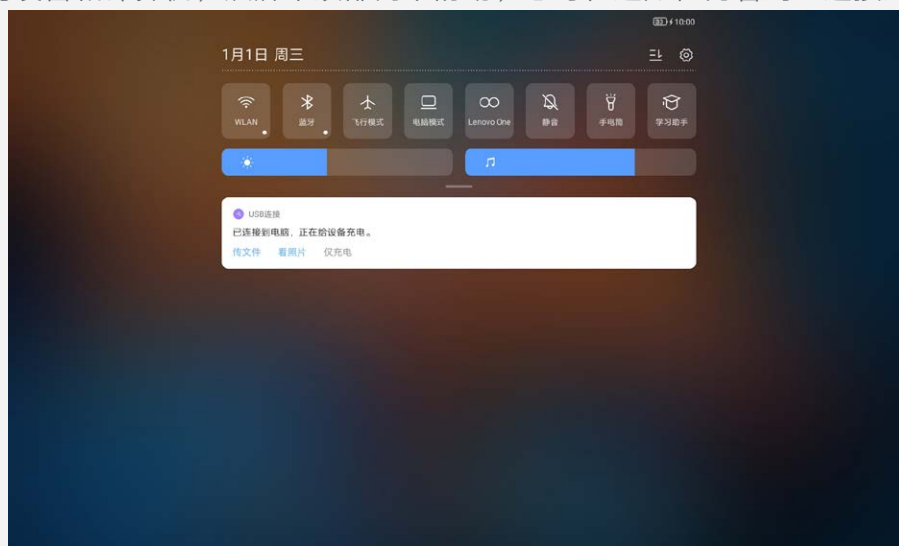 10:00
1月1日 周三
WLAN
蓝牙
飞行模式
电脑模式
Lenovo One
静音
手电筒
学习助手
USB连接
已连接到电脑，正在给设备充电。
传文件 看照片 仅充电